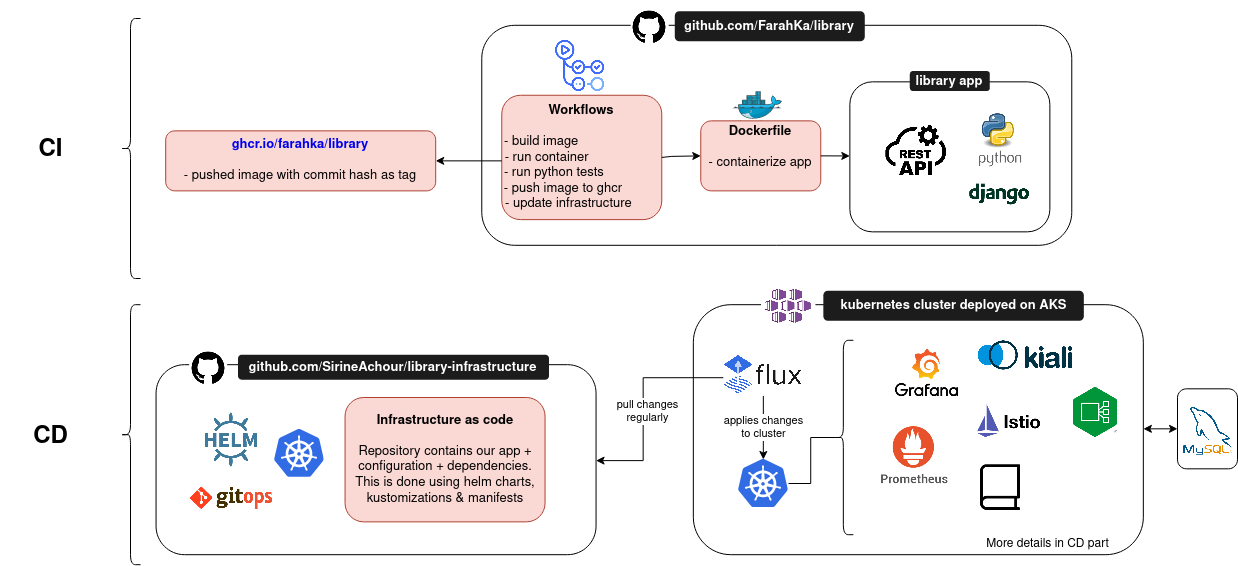 CI
github.com/FarahKa/library
Workflows
- build image
- run container
- run python tests
- push image to ghcr
- update infrastructure
Dockerfile
- containerize app
library app
REST
API
python
django
ghcr.io/farahka/library
- pushed image with commit hash as tag
CD
github.com/SirineAchour/library-infrastructure
HELM
gitops
Infrastructure as code
Repository contains our app +
configuration + dependencies.
This is done using helm charts,
kustomizations & manifests
pull changes
regularly
kubernetes cluster deployed on AKS
flux
applies changes
to cluster
Grafana
kiali
Istio
Prometheus
More details in CD part
MySQL